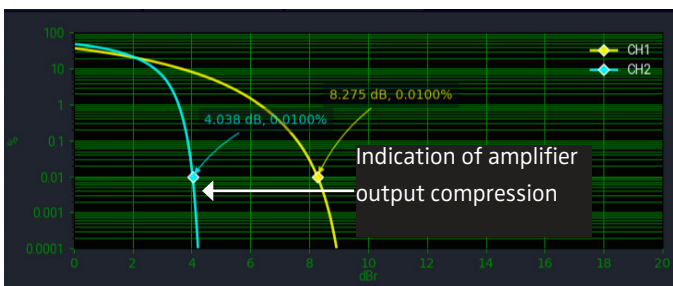 100
10
1
0.1
0.01
0.001
0.0001
%
CH1
CH2
8.275 dB, 0.0100%
4.038 dB, 0.0100%
Indication of amplifier
output compression
0 2 4 6 8 10 12 14 16 18 20
dBr